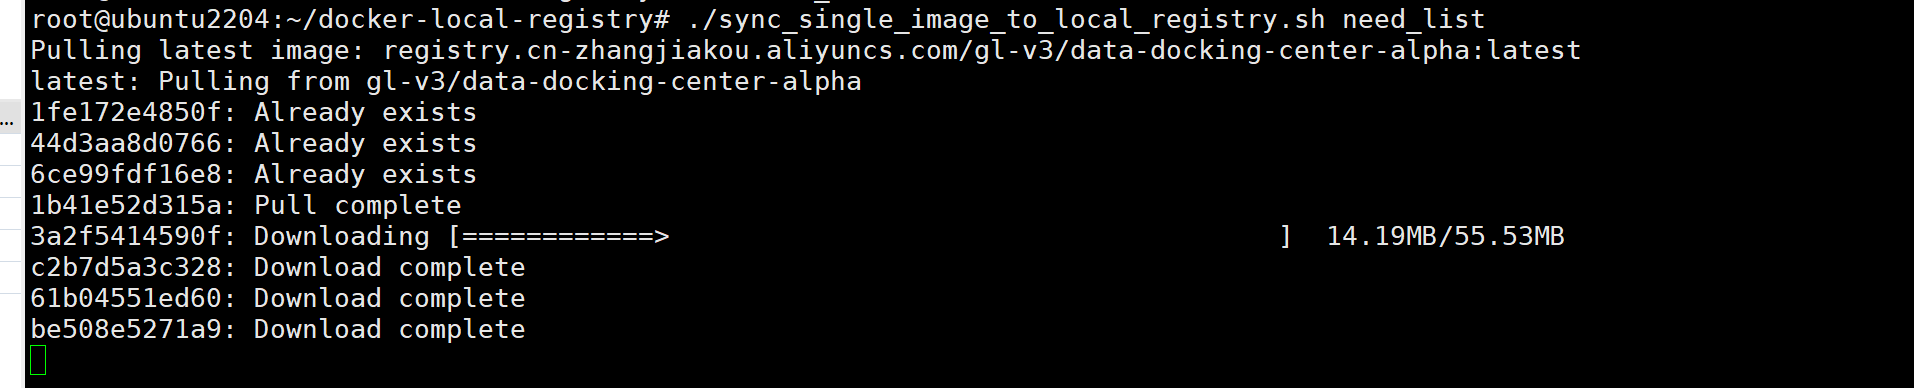 root@ubuntu2204:~/docker-local-registry# ./sync_single_image_to_local_registry.sh need_list
Pulling latest image: registry.cn-zhangjiakou.aliyuncs.com/gl-v3/data-docking-center-alpha:latest
latest: Pulling from gl-v3/data-docking-center-alpha
1fe172e4850f: Already exists
44d3aa8d0766: Already exists
6ce99fdf16e8: Already exists
1b41e52d315a: Pull complete
3a2f5414590f: Downloading [============>                                      ]  14.19MB/55.53MB
c2b7d5a3c328: Download complete
61b04551ed60: Download complete
be508e5271a9: Download complete
...